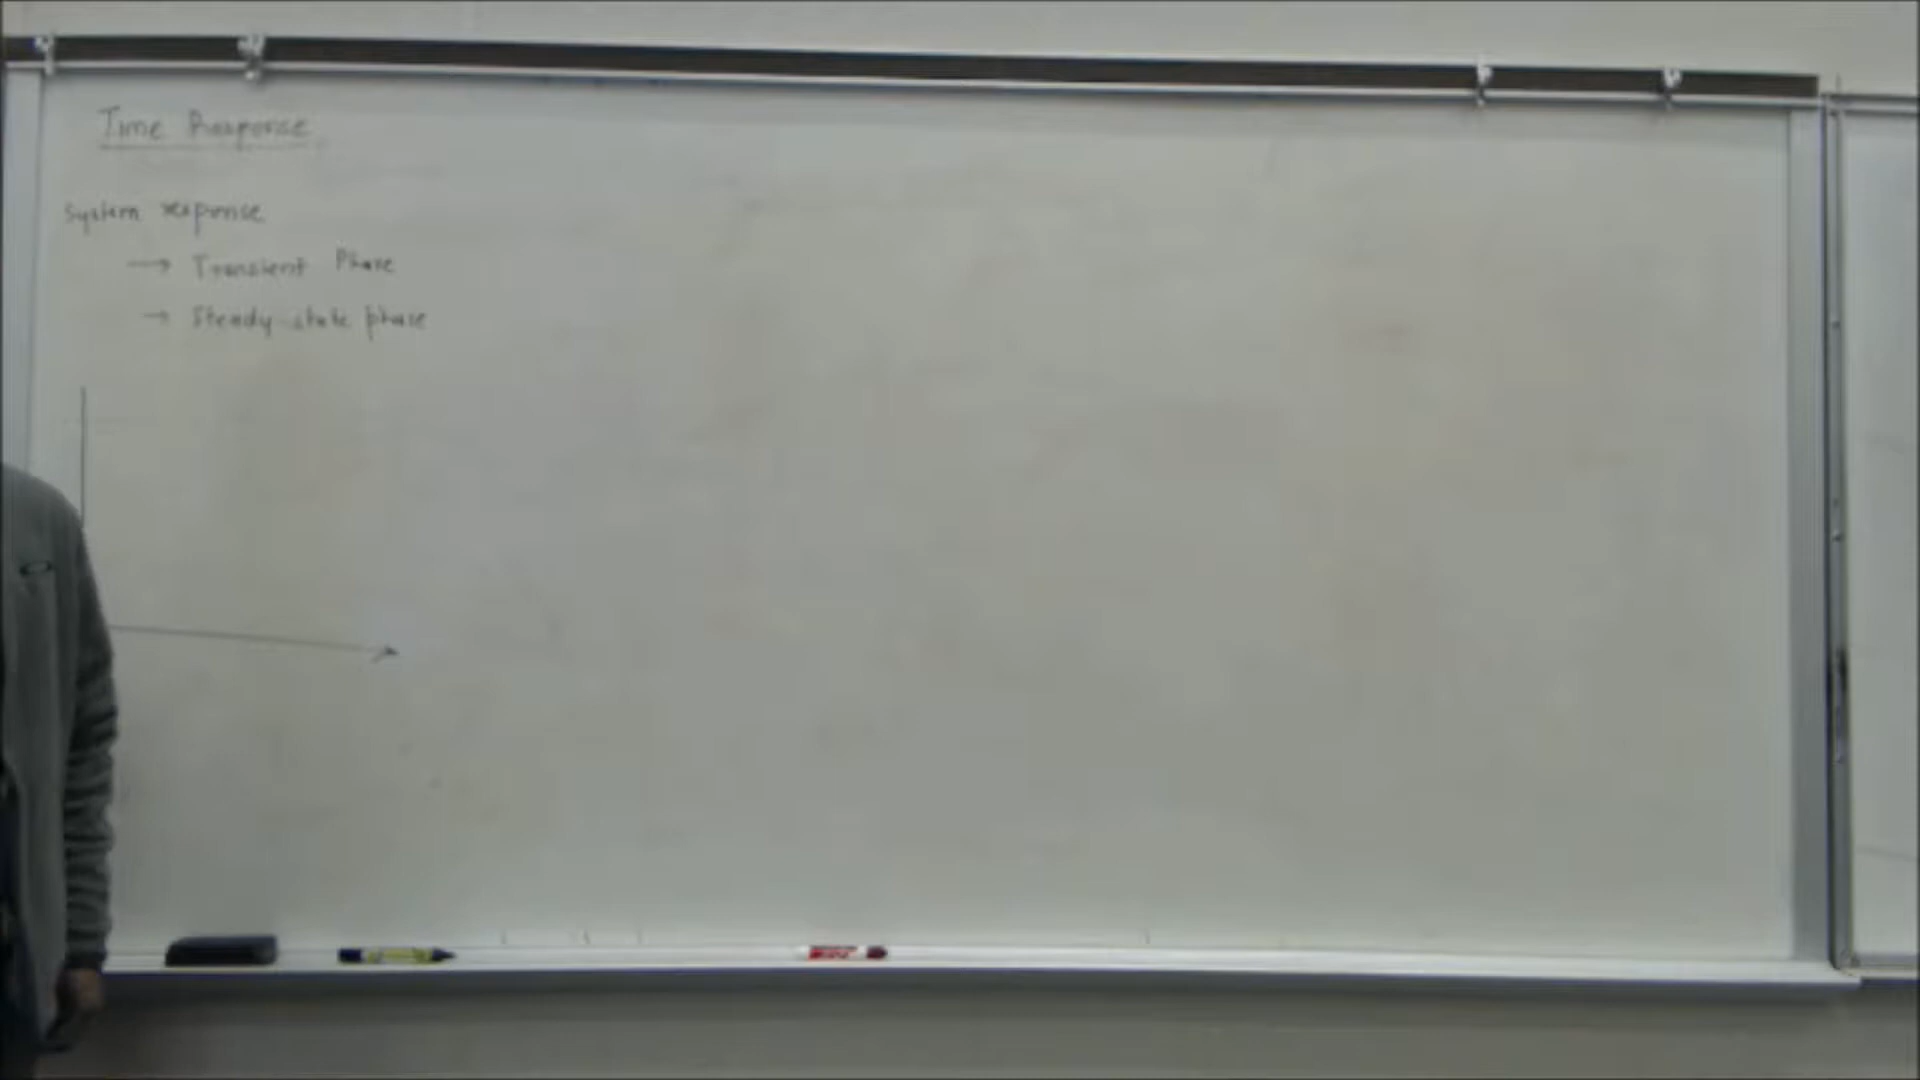 Time Response
System response
→ Transient Phase
→ Steady-state phase